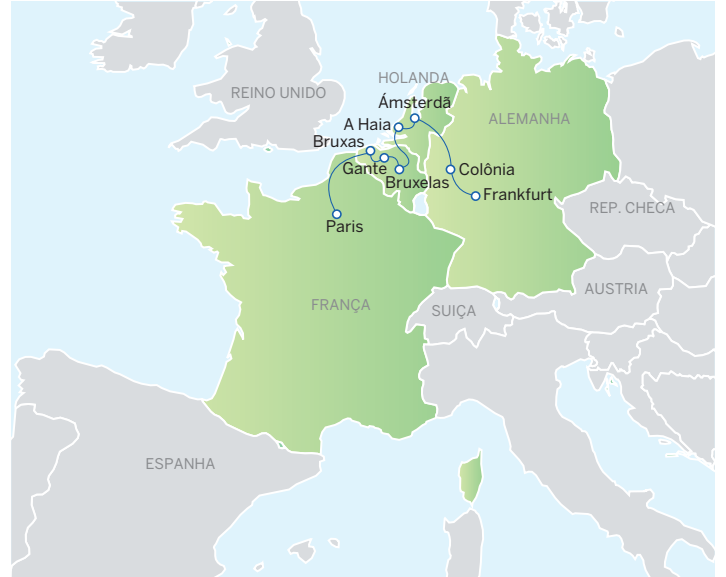 HOLANDA
REINO UNIDO
Ámsterdã
ALEMANHA
A Haia
Bruxas
Gante
Colônia
Bruxelas
Frankfurt
REP. CHECA
Paris
AUSTRIA
FRANÇA
SUIÇA
ESPANHA